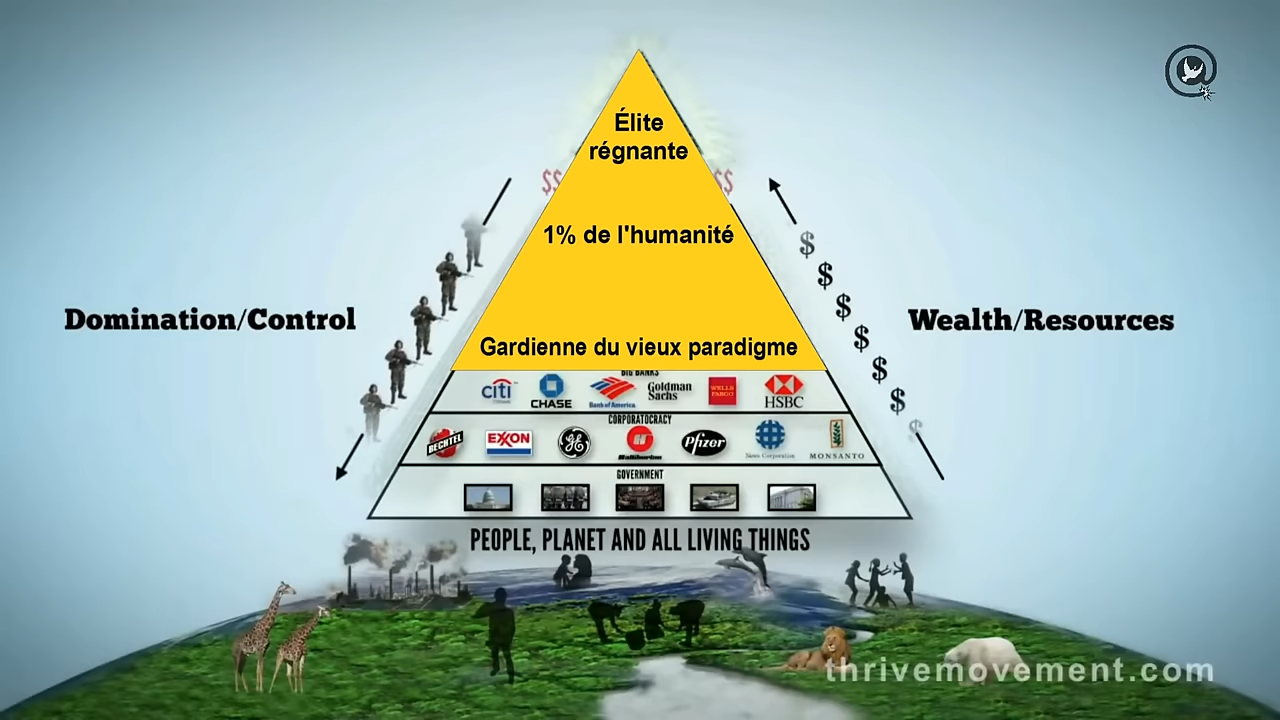 Élite
régnante
$$ $$
1% de l'humanité
$
$
$
$
$
$
$
Domination/Control
Wealth/Resources
Gardienne du vieux paradigme
BIG BANKS
citi
CHASE
Bank of America
Goldman
Sachs
WELLS
FARGO
HSBC
CORPORATOCRACY
BECHTEL
EXXON
GE
Halliburton
Pfizer
News Corporation
MONSANTO
GOVERNMENT
PEOPLE, PLANET AND ALL LIVING THINGS
thrivemovement.com